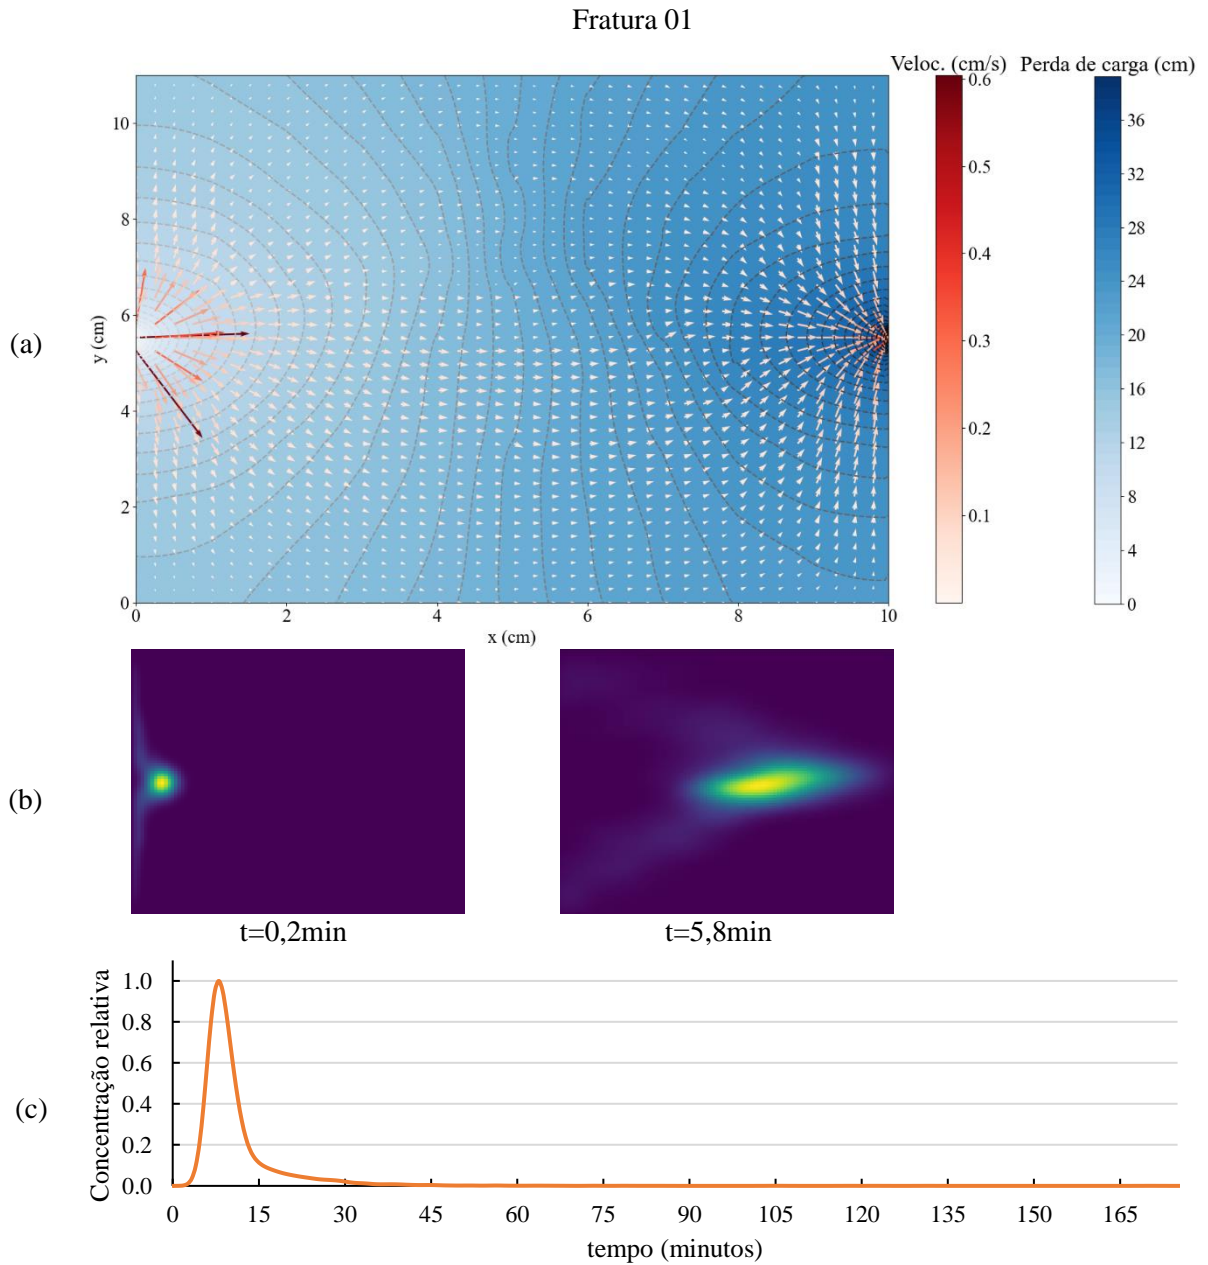 Fratura 01
Veloc. (cm/s) Perda de carga (cm)
0.6
0.5
0.4
0.3
0.2
0.1
36
32
28
24
20
16
12
8
4
0
(a)
y (cm)
10
8
6
4
2
0
0 2 4 6 8 10
x (cm)
(b)
t=0,2min t=5,8min
(c)
Concentração relativa
1.0
0.8
0.6
0.4
0.2
0.0
0 15 30 45 60 75 90 105 120 135 150 165
tempo (minutos)